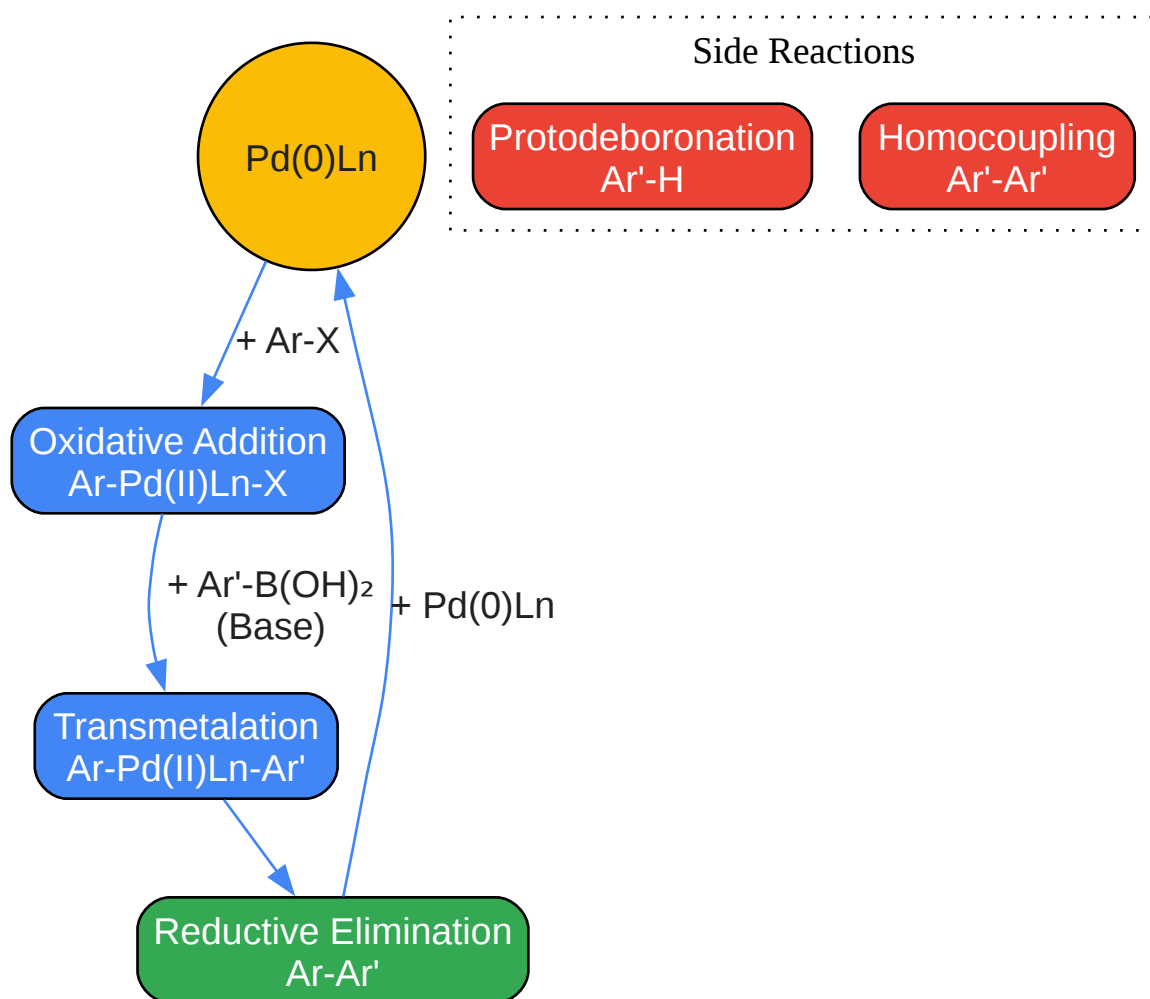 Side Reactions
Protodeboronation
Ar'-H
Homocoupling
Ar'-Ar'
Pd(0)Ln
+ Ar-X
Oxidative Addition
Ar-Pd(II)Ln-X
+ Ar'-B(OH)₂
(Base)
+ Pd(0)Ln
Transmetalation
Ar-Pd(II)Ln-Ar'
Reductive Elimination
Ar-Ar'